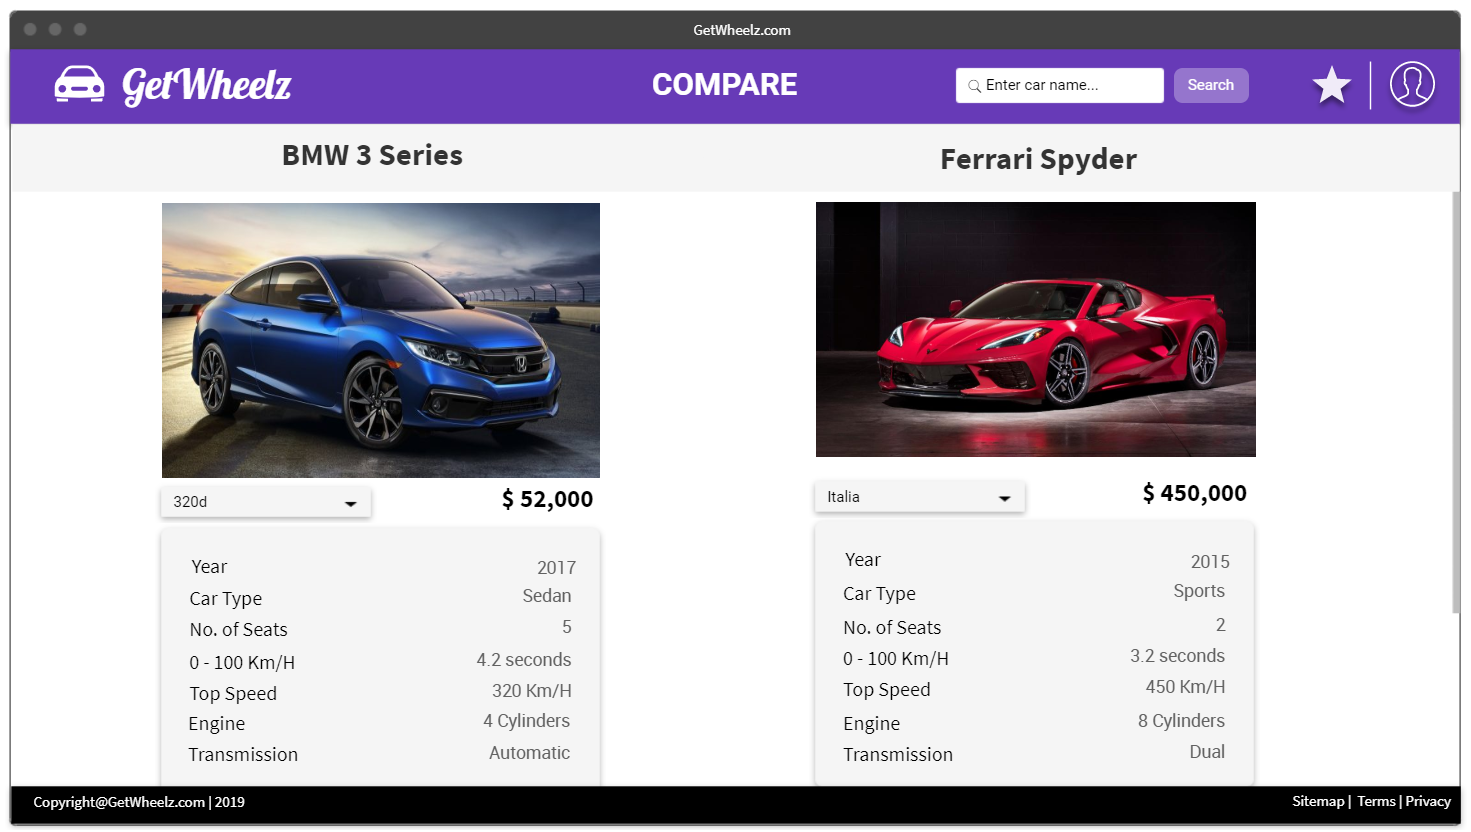 GetWheelz.com
GetWheelz
COMPARE
Enter car name...
Search
BMW 3 Series
Ferrari Spyder
320d
$ 52,000
Year 2017
Car Type Sedan
No. of Seats 5
0 - 100 Km/H 4.2 seconds
Top Speed 320 Km/H
Engine 4 Cylinders
Transmission Automatic
Italia
$ 450,000
Year 2015
Car Type Sports
No. of Seats 2
0 - 100 Km/H 3.2 seconds
Top Speed 450 Km/H
Engine 8 Cylinders
Transmission Dual
Copyright@GetWheelz.com | 2019
Sitemap | Terms | Privacy